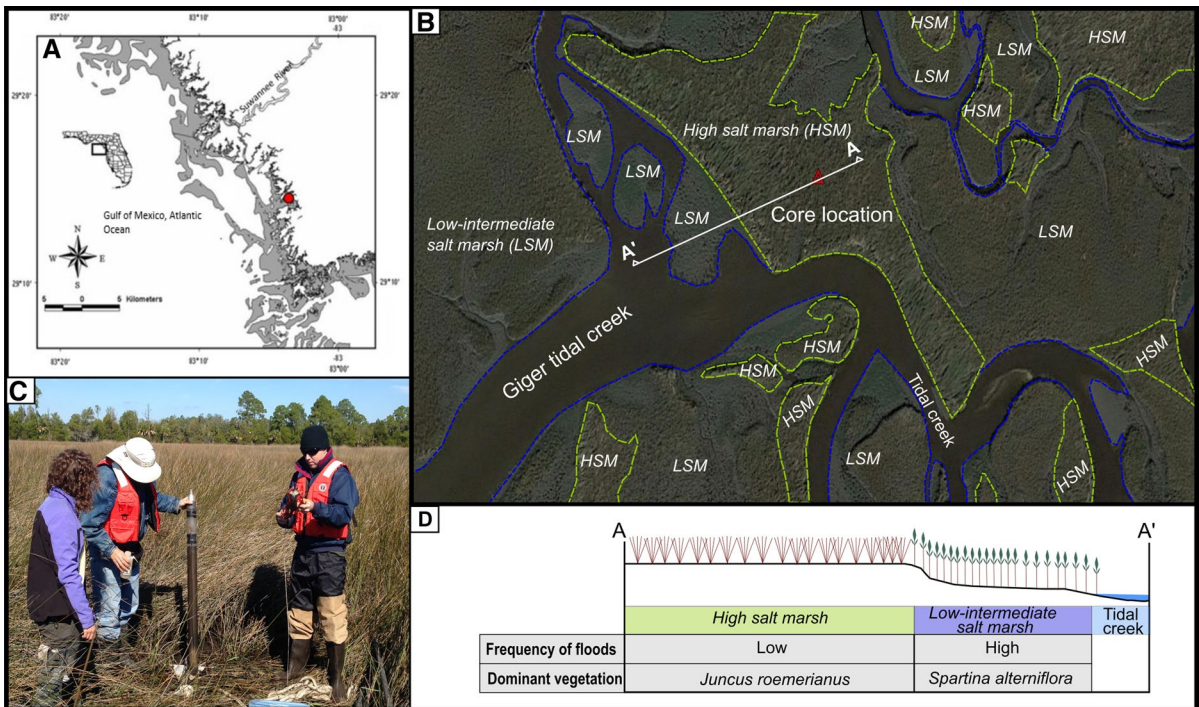 A
83°20'
83°10'
-83
29°20'
29°20'
Suwannee River
Gulf of Mexico, Atlantic
Ocean
N
W E
S
29°10'
29°10'
5 0 5 Kilometers
83°20'
83°10'
83°00'
B
HSM
LSM
HSM
LSM
HSM
LSM
High salt marsh (HSM)
A
LSM
LSM
Core location
LSM
Low-intermediate
salt marsh (LSM)
A'
Giger tidal creek
HSM
HSM
HSM
Tidal creek
HSM
HSM
LSM
LSM
HSM
C
D
A A'
High salt marsh
Low-intermediate
salt marsh
Tidal
creek
Frequency of floods Low High
Dominant vegetation Juncus roemerianus Spartina alterniflora